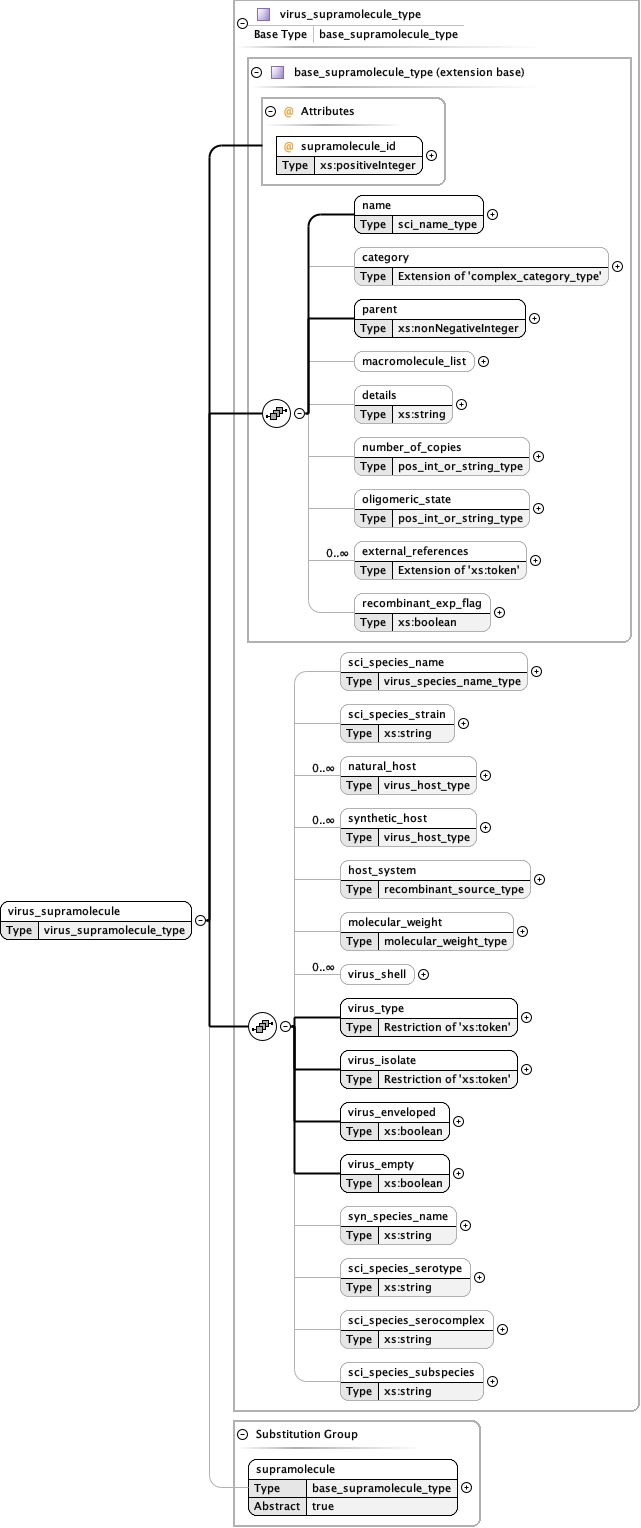 virus_supramolecule_type
Base Type base_supramolecule_type
base_supramolecule_type (extension base)
@ Attributes
@ supramolecule_id
Type xs:positiveInteger
name
Type sci_name_type
category
Type Extension of 'complex_category_type'
parent
Type xs:nonNegativeInteger
macromolecule_list
details
Type xs:string
number_of_copies
Type pos_int_or_string_type
oligomeric_state
Type pos_int_or_string_type
0..∞ external_references
Type Extension of 'xs:token'
recombinant_exp_flag
Type xs:boolean
sci_species_name
Type virus_species_name_type
sci_species_strain
Type xs:string
0..∞ natural_host
Type virus_host_type
0..∞ synthetic_host
Type virus_host_type
host_system
Type recombinant_source_type
virus_supramolecule
Type virus_supramolecule_type
molecular_weight
Type molecular_weight_type
0..∞ virus_shell
virus_type
Type Restriction of 'xs:token'
virus_isolate
Type Restriction of 'xs:token'
virus_enveloped
Type xs:boolean
virus_empty
Type xs:boolean
syn_species_name
Type xs:string
sci_species_serotype
Type xs:string
sci_species_serocomplex
Type xs:string
sci_species_subspecies
Type xs:string
Substitution Group
supramolecule
Type base_supramolecule_type
Abstract true